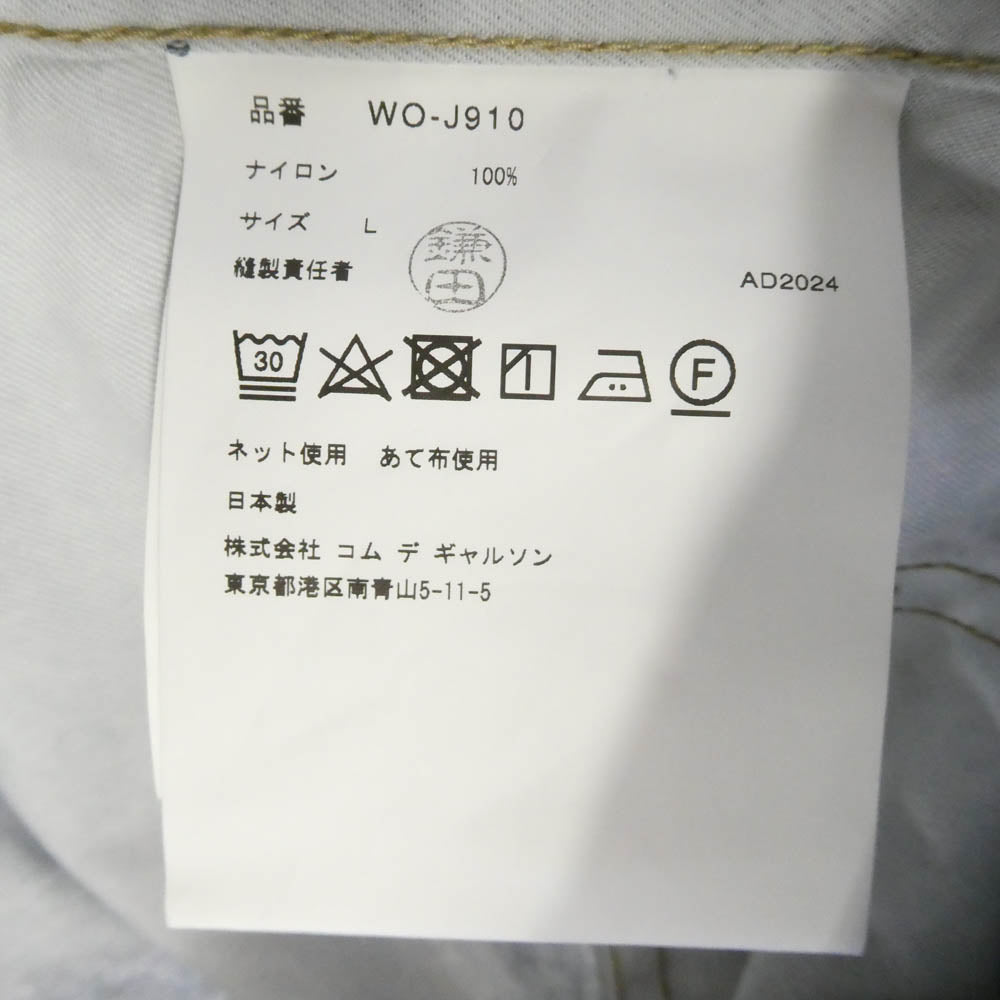 品番 WO-J910
ナイロン 100%
サイズ L
縫製責任者 鎌田 AD2024
30 F
ネット使用 あて布使用
日本製
株式会社 コム デ ギャルソン
東京都港区南青山5-11-5